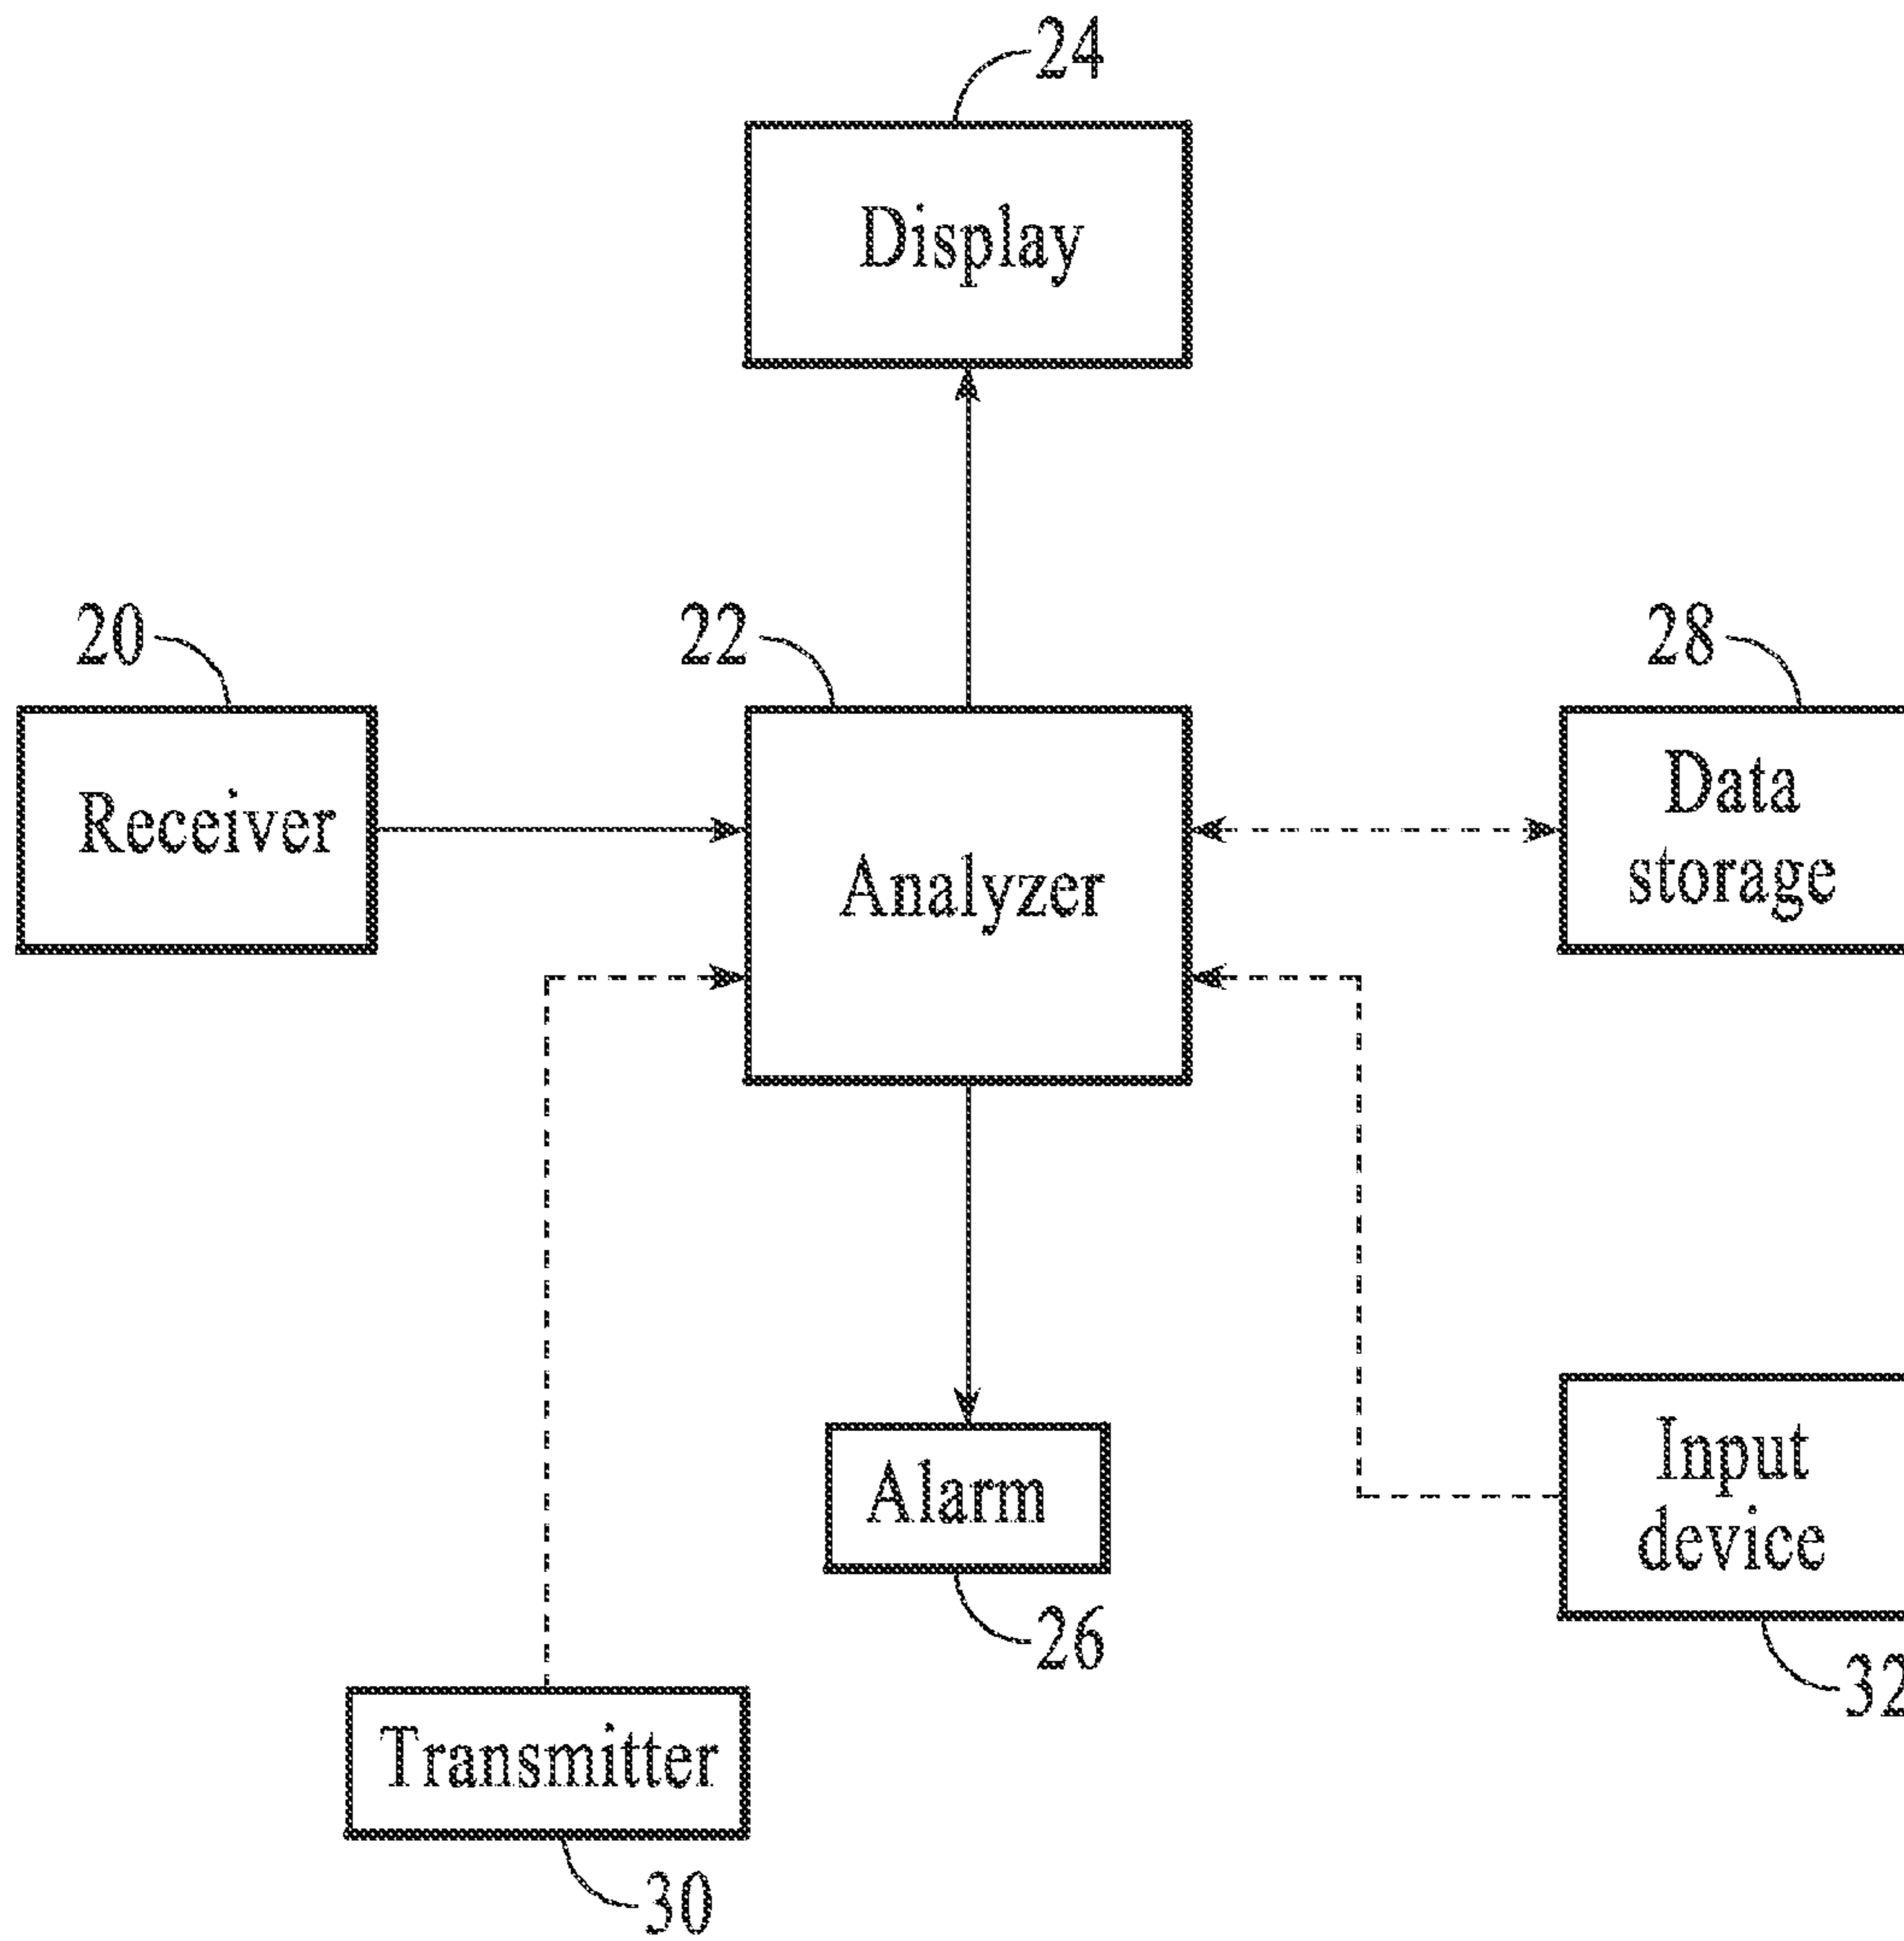 24
Display
20
22
28
Receiver
Analyzer
Data
storage
Alarm
Input
device
26
32
Transmitter
30